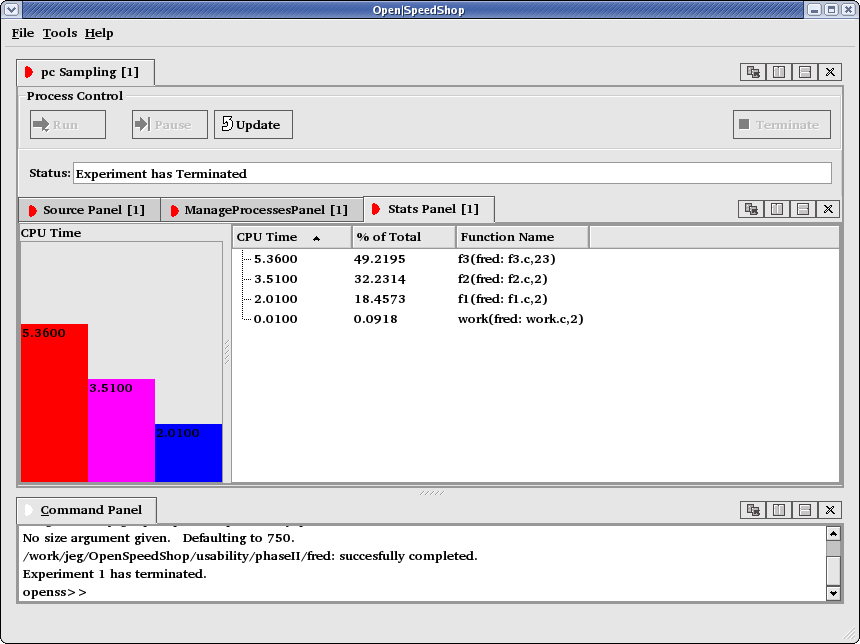 Open|SpeedShop
File Tools Help
pc Sampling [1]
Process Control
Run Pause Update Terminate
Status: Experiment has Terminated
Source Panel [1] ManageProcessesPanel [1] Stats Panel [1]
CPU Time
5.3600
3.5100
2.0100
CPU Time % of Total Function Name
5.3600 49.2195 f3(fred: f3.c,23)
3.5100 32.2314 f2(fred: f2.c,2)
2.0100 18.4573 f1(fred: f1.c,2)
0.0100 0.0918 work(fred: work.c,2)
Command Panel
No size argument given. Defaulting to 750.
/work/jeg/OpenSpeedShop/usability/phaseII/fred: succesfully completed.
Experiment 1 has terminated.
openss>>